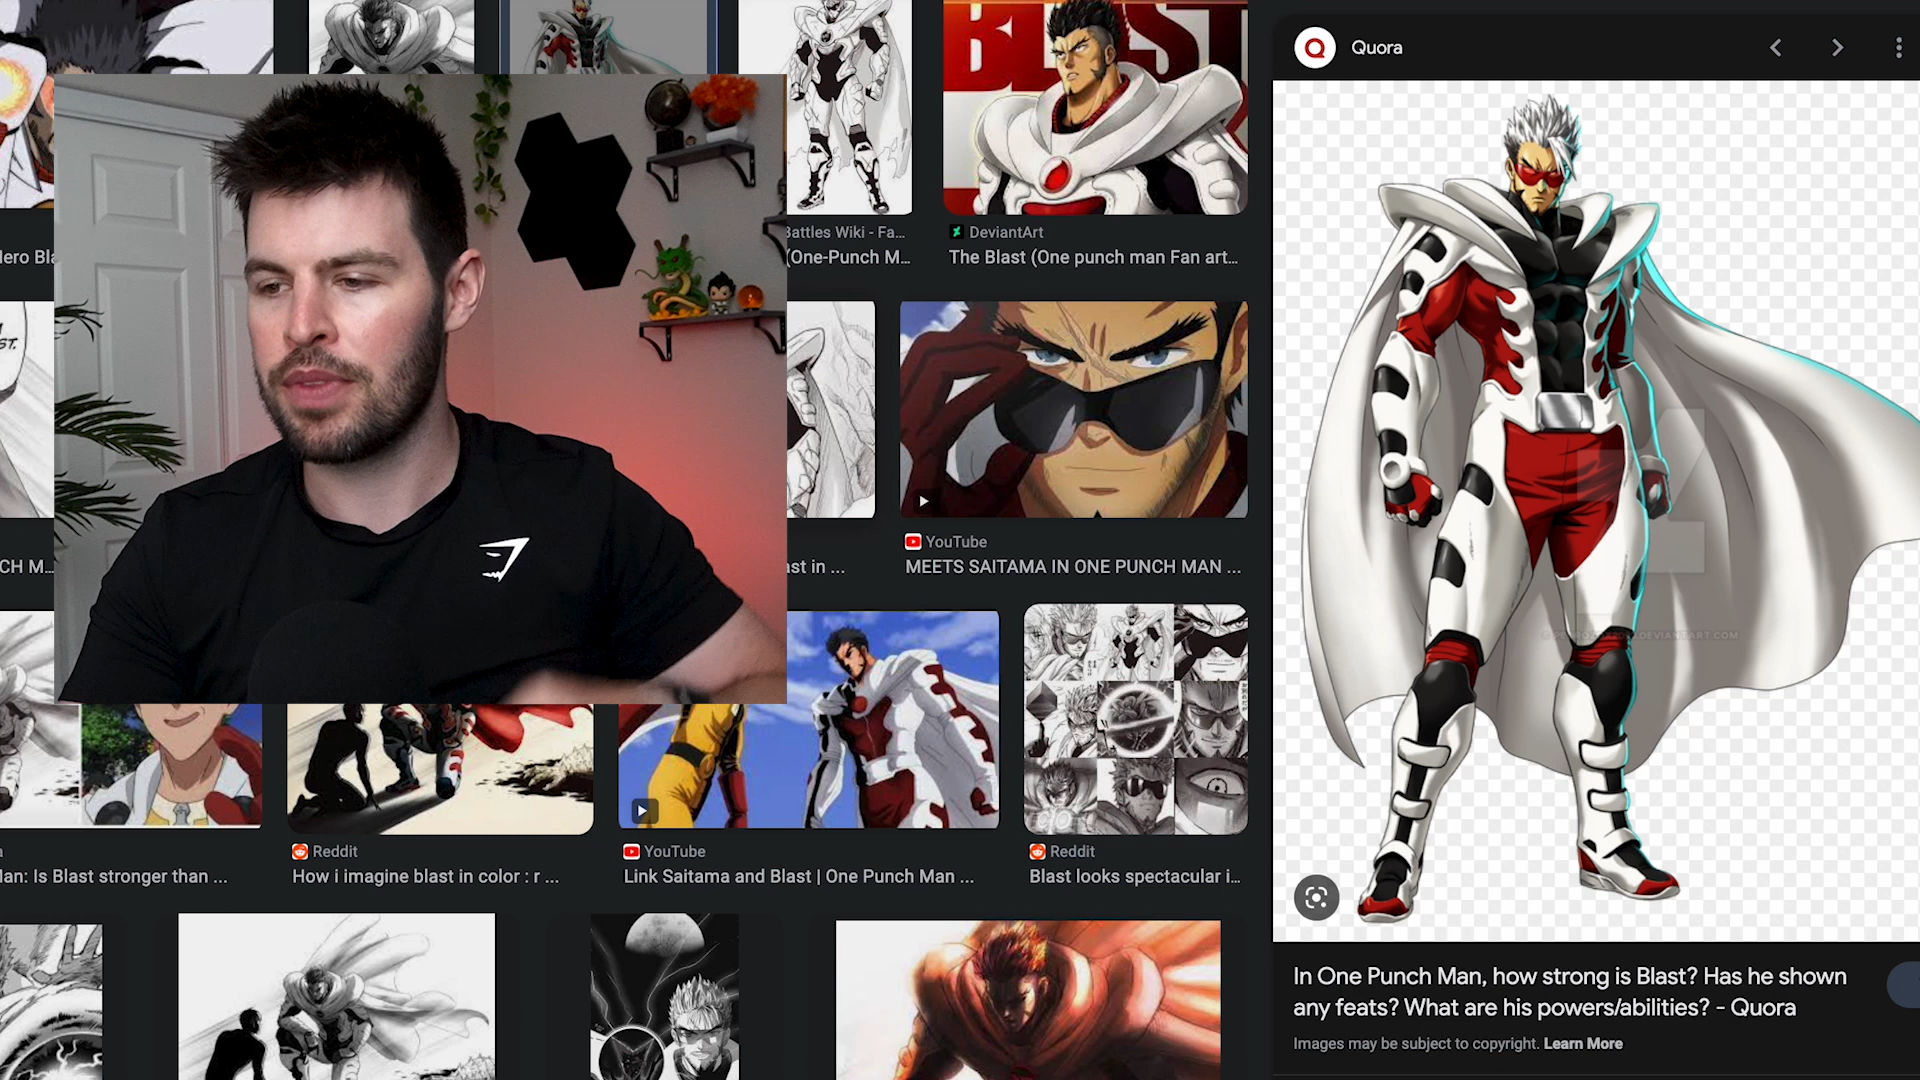 Quora
BLAST
Battles Wiki - Fa...
DeviantArt
(One-Punch M...
The Blast (One punch man Fan art...
ST.
YouTube
MEETS SAITAMA IN ONE PUNCH MAN ...
CH M...
st in ...
Reddit
YouTube
Reddit
Man: Is Blast stronger than ...
How i imagine blast in color : r ...
Link Saitama and Blast | One Punch Man ...
Blast looks spectacular i...
In One Punch Man, how strong is Blast? Has he shown
any feats? What are his powers/abilities? - Quora
Images may be subject to copyright. Learn More